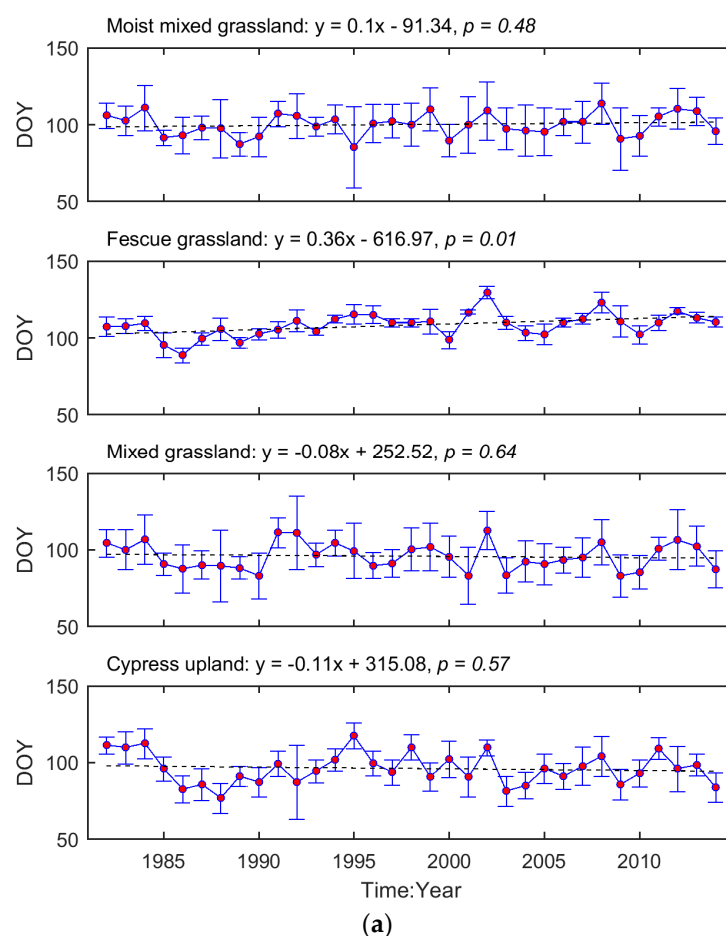 Moist mixed grassland: y = 0.1x - 91.34, p = 0.48
150
100
50
DOY
Fescue grassland: y = 0.36x - 616.97, p = 0.01
150
100
50
DOY
Mixed grassland: y = -0.08x + 252.52, p = 0.64
150
100
50
DOY
Cypress upland: y = -0.11x + 315.08, p = 0.57
150
100
50
DOY
1985 1990 1995 2000 2005 2010
Time:Year
(a)